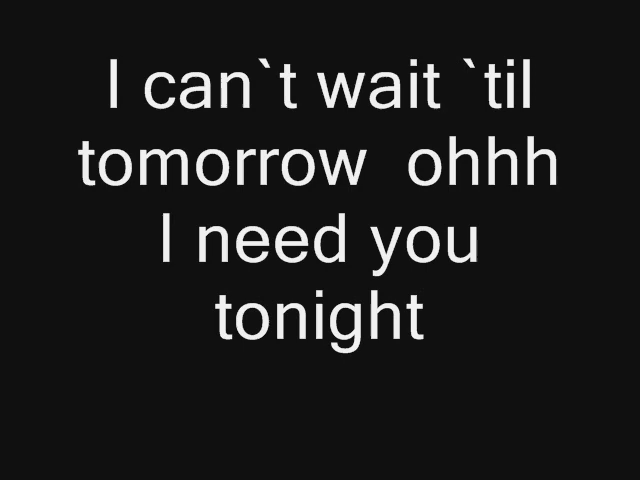 I can`t wait `til
tomorrow  ohhh
I need you
tonight